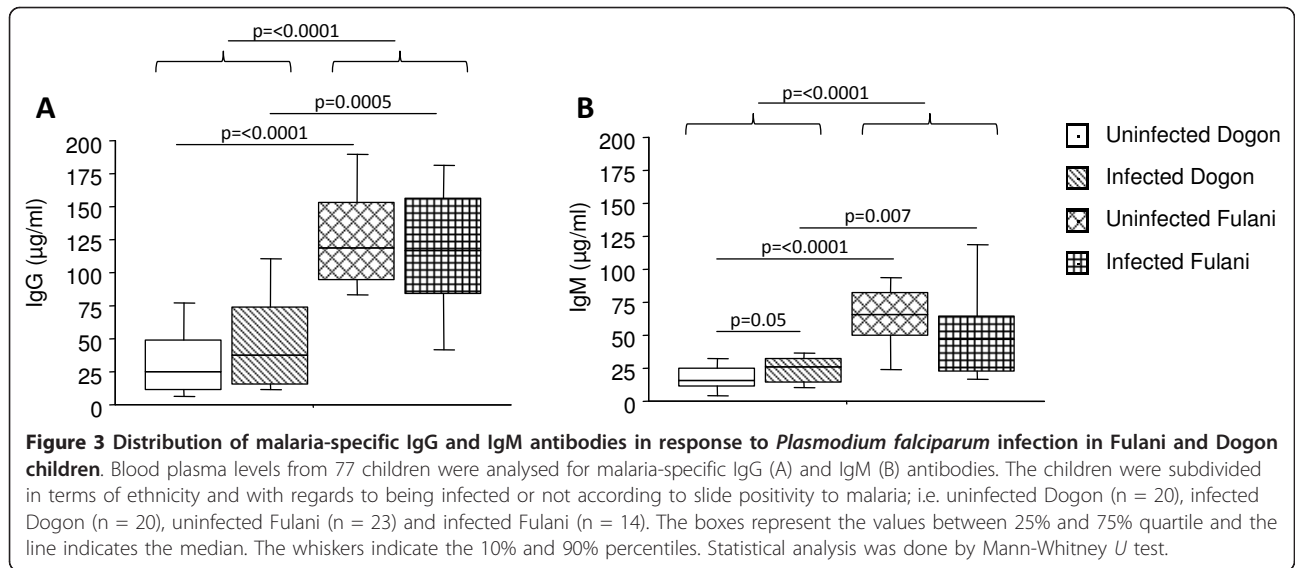 p=<0.0001
p=0.0005
p=<0.0001
A
200
175
150
125
100
75
50
25
0
IgG (µg/ml)
p=<0.0001
p=0.007
p=<0.0001
p=0.05
B
200
175
150
125
100
75
50
25
0
IgM (µg/ml)
Uninfected Dogon
Infected Dogon
Uninfected Fulani
Infected Fulani
Figure 3 Distribution of malaria-specific IgG and IgM antibodies in response to Plasmodium falciparum infection in Fulani and Dogon
children. Blood plasma levels from 77 children were analysed for malaria-specific IgG (A) and IgM (B) antibodies. The children were subdivided
in terms of ethnicity and with regards to being infected or not according to slide positivity to malaria; i.e. uninfected Dogon (n = 20), infected
Dogon (n = 20), uninfected Fulani (n = 23) and infected Fulani (n = 14). The boxes represent the values between 25% and 75% quartile and the
line indicates the median. The whiskers indicate the 10% and 90% percentiles. Statistical analysis was done by Mann-Whitney U test.